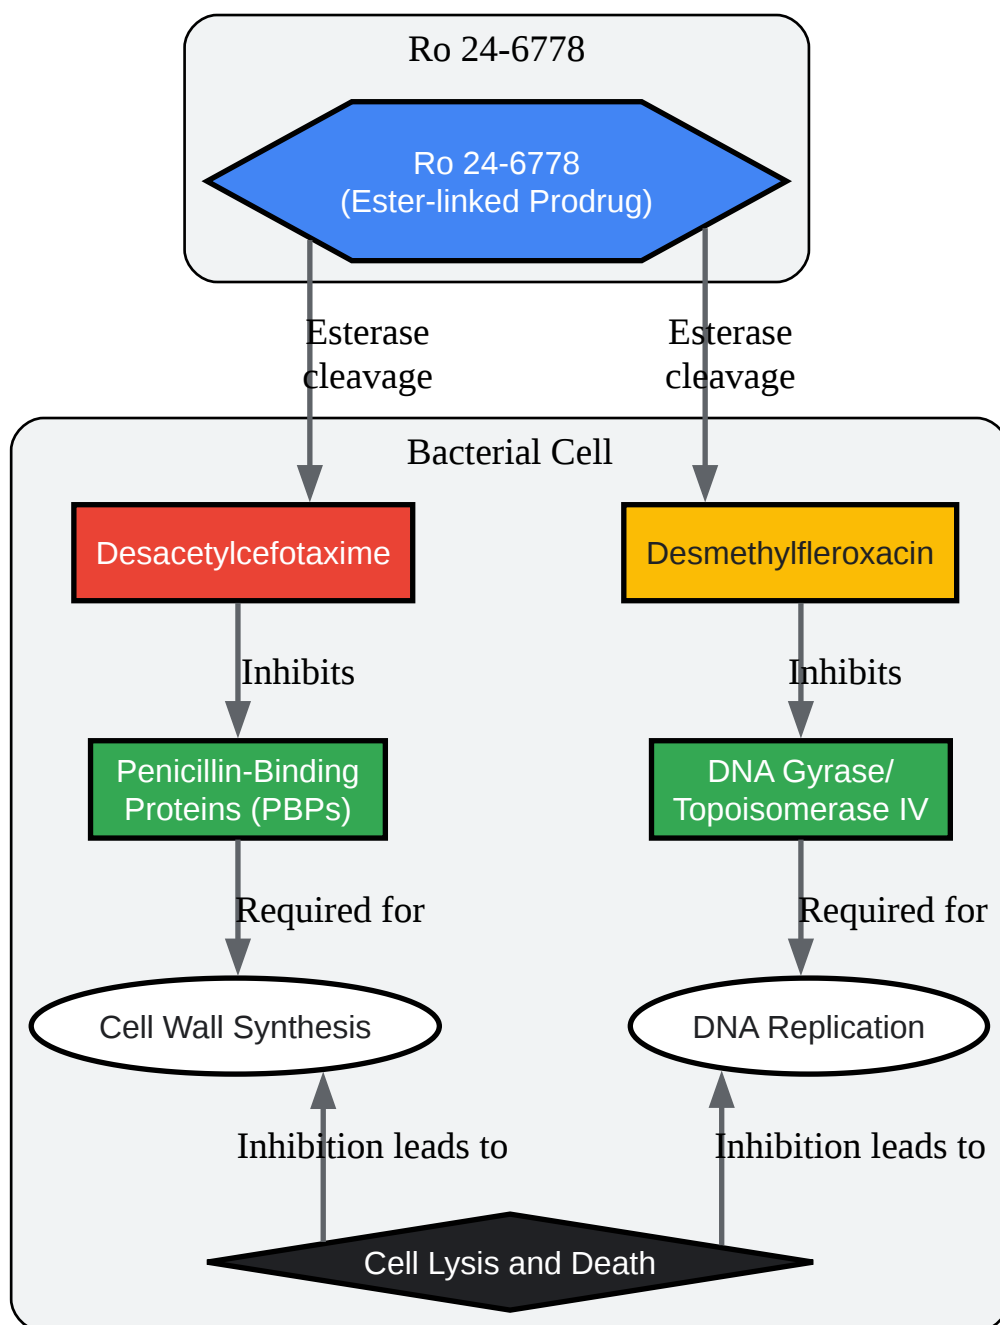 Ro 24-6778
Ro 24-6778
(Ester-linked Prodrug)
Esterase
cleavage
Esterase
cleavage
Bacterial Cell
Desacetylcefotaxime
Desmethylfleroxacin
Inhibits
Inhibits
Penicillin-Binding
Proteins (PBPs)
DNA Gyrase/
Topoisomerase IV
Required for
Required for
Cell Wall Synthesis
DNA Replication
Inhibition leads to
Inhibition leads to
Cell Lysis and Death